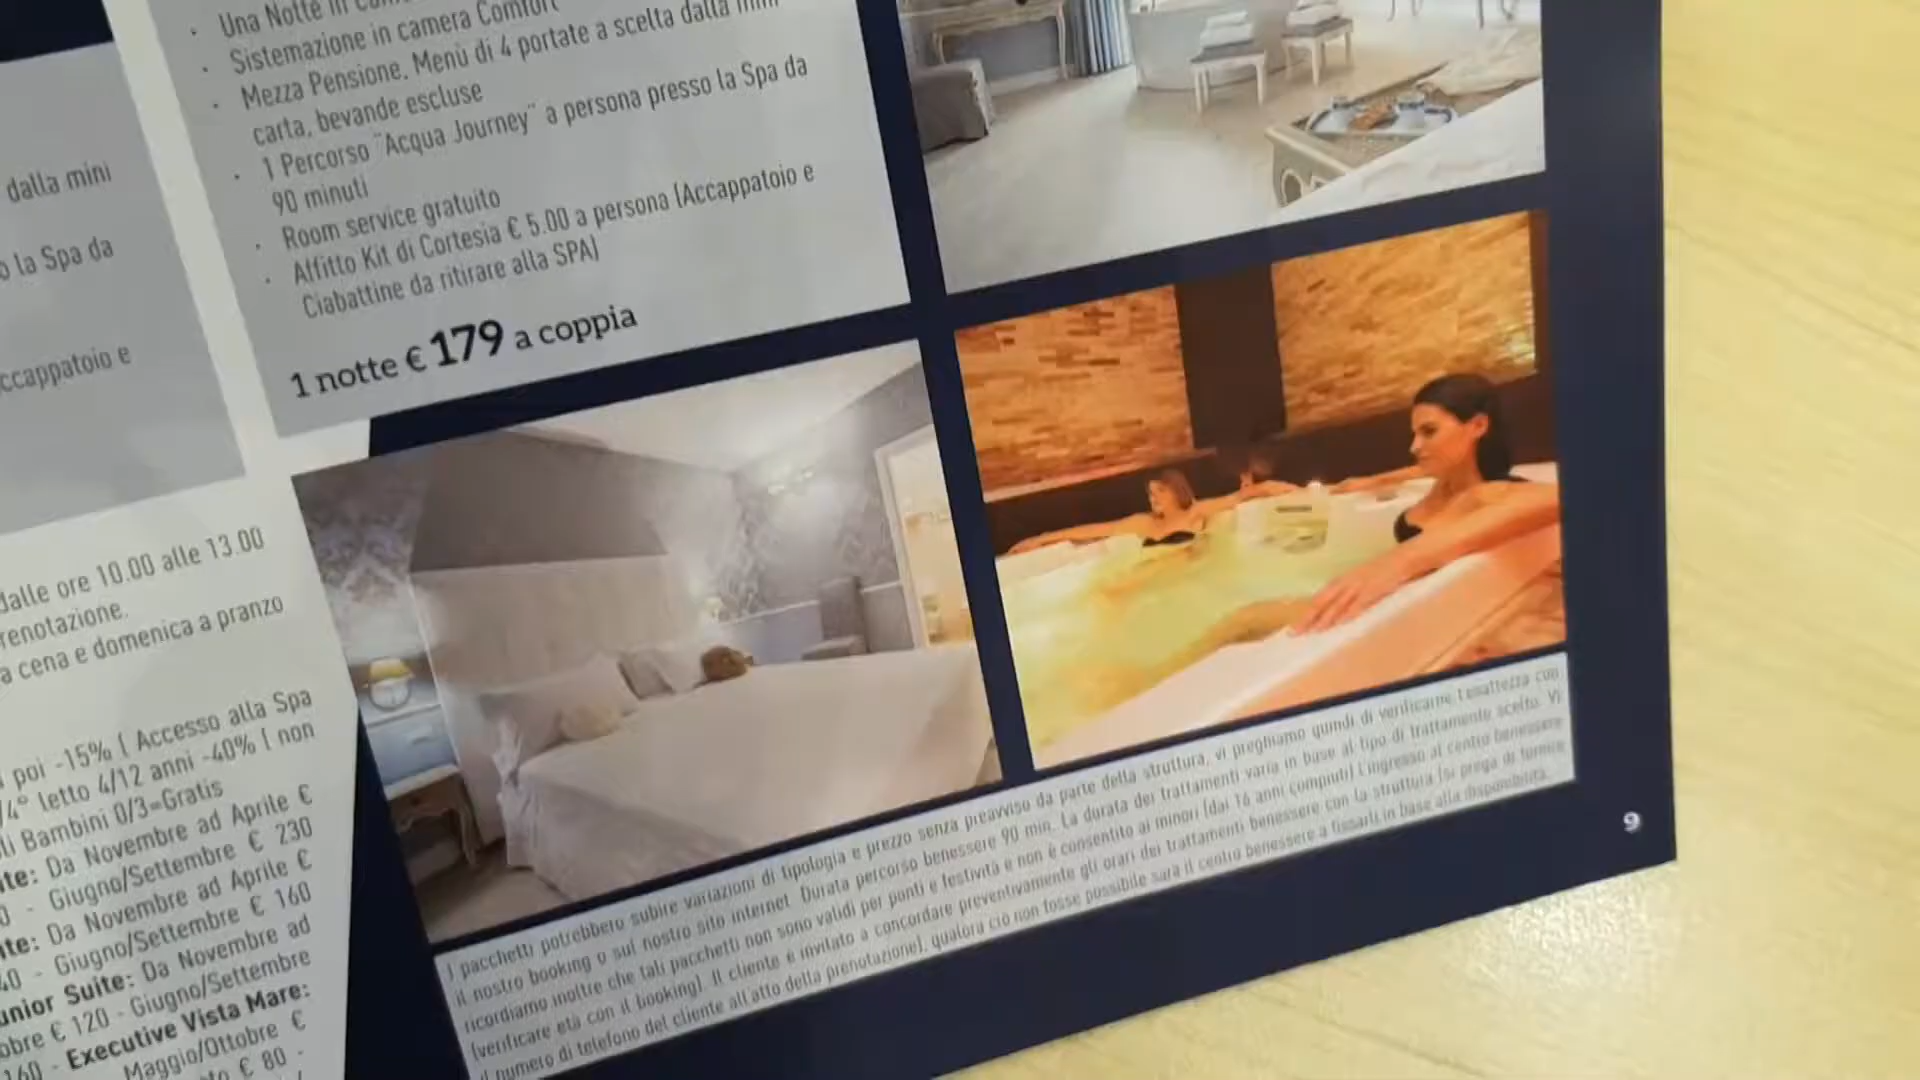 Una Notte in
Sistemazione in camera Comfort
Mezza Pensione, Menù di 4 portate a scelta dalla mini
carta, bevande escluse
1 Percorso "Acqua Journey" a persona presso la Spa da
90 minuti
Room service gratuito
Affitto Kit di Cortesia € 5.00 a persona (Accappatoio e
Ciabattine da ritirare alla SPA)
1 notte € 179 a coppia
dalla mini
la Spa da
ccappatoio e
dalle ore 10.00 alle 13.00
renotazione.
a cena e domenica a pranzo
poi -15% ( Accesso alla Spa
/4° letto 4/12 anni -40% ( non
li Bambini 0/3=Gratis
te: Da Novembre ad Aprile €
0 - Giugno/Settembre € 230
te: Da Novembre ad Aprile €
40 - Giugno/Settembre € 160
unior Suite: Da Novembre ad
obre € 120 - Giugno/Settembre
160 - Executive Vista Mare:
Maggio/Ottobre €
to € 80 -
I pacchetti potrebbero subire variazioni di tipologia e prezzo senza preavviso da parte della struttura, vi preghiamo quindi di verificarne l'esattezza con
il nostro booking o sul nostro sito internet. Durata percorso benessere 90 min. La durata dei trattamenti varia in base al tipo di trattamento scelto. Vi
ricordiamo inoltre che tali pacchetti non sono validi per ponti e festività e non è consentito ai minori (dai 16 anni compiuti) l'ingresso al centro benessere
(verificare età con il booking). Il cliente è invitato a concordare preventivamente gli orari dei trattamenti benessere con la struttura (si prega di fornire
il numero di telefono del cliente all'atto della prenotazione), qualora ciò non fosse possibile sarà il centro benessere a fissarli in base alla disponibilità.
9